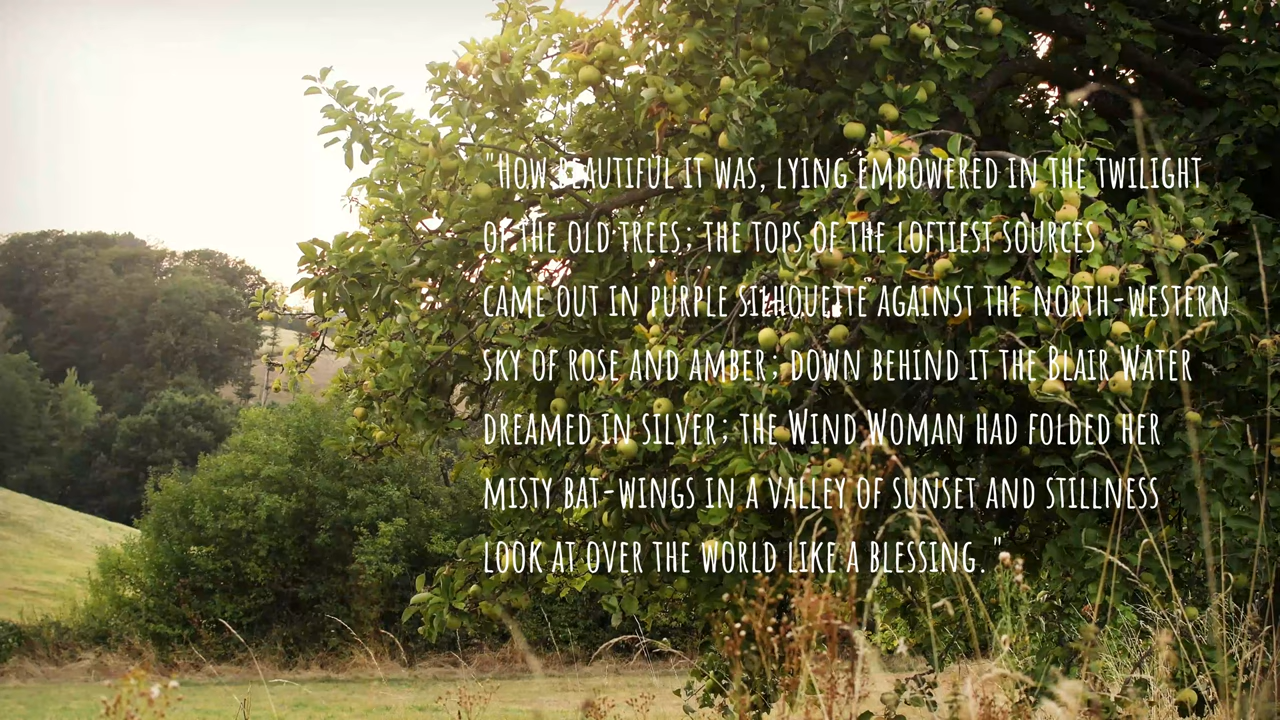 "How beautiful it was, lying embowered in the twilight
of the old trees; the tops of the loftiest sources
came out in purple silhouette against the north-western
sky of rose and amber; down behind it the Blair Water
dreamed in silver; the Wind Woman had folded her
misty bat-wings in a valley of sunset and stillness
look at over the world like a blessing."